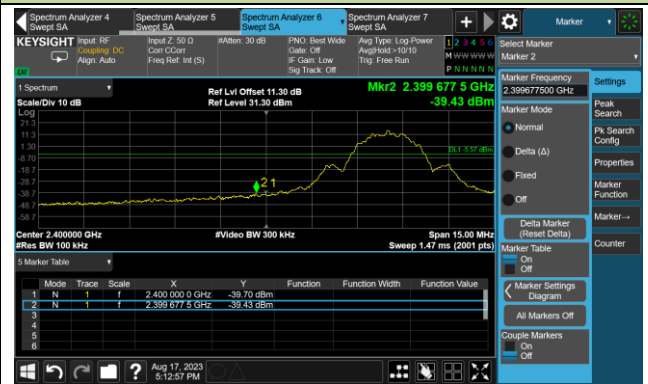 Spectrum Analyzer 4
Swept SA
Spectrum Analyzer 5
Swept SA
Spectrum Analyzer 6
Swept SA
Spectrum Analyzer 7
Swept SA
Marker
KEYSIGHT
Input: RF
Coupling: DC
Align: Auto
Input Z: 50 Ω
Corr CCorr
Freq Ref: Int (S)
#Atten: 30 dB
PNO: Best Wide
Gate: Off
IF Gain: Low
Sig Track: Off
Avg Type: Log-Power
Avg|Hold:>10/10
Trig: Free Run
1 2 3 4 5 6
M W W W W W
P N N N N N
Select Marker
Marker 2
1 Spectrum
Scale/Div 10 dB
Log
Ref Lvl Offset 11.30 dB
Ref Level 31.30 dBm
Mkr2 2.399 677 5 GHz
-39.43 dBm
21.3
11.3
1.30
-8.70
-18.7
-28.7
-38.7
-48.7
-58.7
DL1 -5.57 dBm
2 1
Center 2.400000 GHz
#Res BW 100 kHz
#Video BW 300 kHz
Span 15.00 MHz
Sweep 1.47 ms (2001 pts)
5 Marker Table
Mode Trace Scale X Y Function Function Width Function Value
1 N 1 f 2.400 000 0 GHz -39.70 dBm
2 N 1 f 2.399 677 5 GHz -39.43 dBm
3
4
5
6
Marker Frequency
2.399677500 GHz
Marker Mode
Normal
Delta (Δ)
Fixed
Off
Delta Marker
(Reset Delta)
Marker Table
On
Off
Marker Settings
Diagram
All Markers Off
Couple Markers
On
Off
Settings
Peak
Search
Pk Search
Config
Properties
Marker
Function
Marker→
Counter
Aug 17, 2023
5:12:57 PM